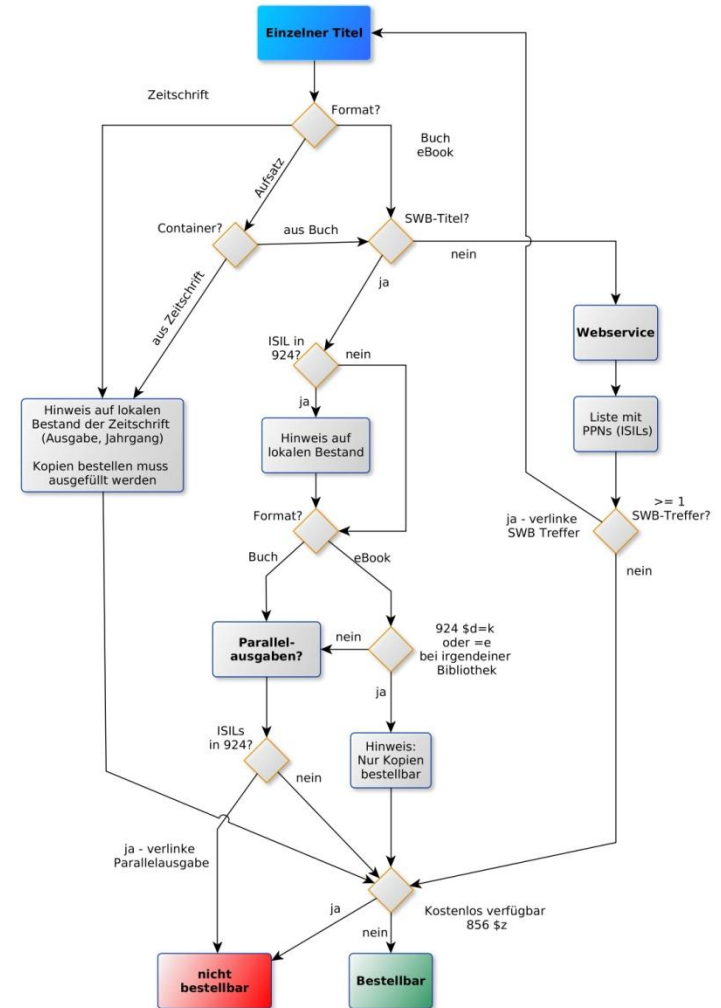 Einzelner Titel
Zeitschrift
Format?
Buch
eBook
Aufsatz
Container?
aus Buch
SWB-Titel?
nein
ja
aus Zeitschrift
ISIL in
924?
nein
Webservice
ja
Hinweis auf lokalen
Bestand der Zeitschrift
(Ausgabe, Jahrgang)
Kopien bestellen muss
ausgefüllt werden
Hinweis auf
lokalen Bestand
Liste mit
PPNs (ISILs)
Format?
ja - verlinke
SWB Treffer
>= 1
SWB-Treffer?
nein
Buch
eBook
Parallel-
ausgaben?
nein
924 $d=k
oder =e
bei irgendeiner
Bibliothek
ja
ISILs
in 924?
Hinweis:
Nur Kopien
bestellbar
nein
ja - verlinke
Parallelausgabe
ja
Kostenlos verfügbar
856 $z
nein
nicht
bestellbar
Bestellbar